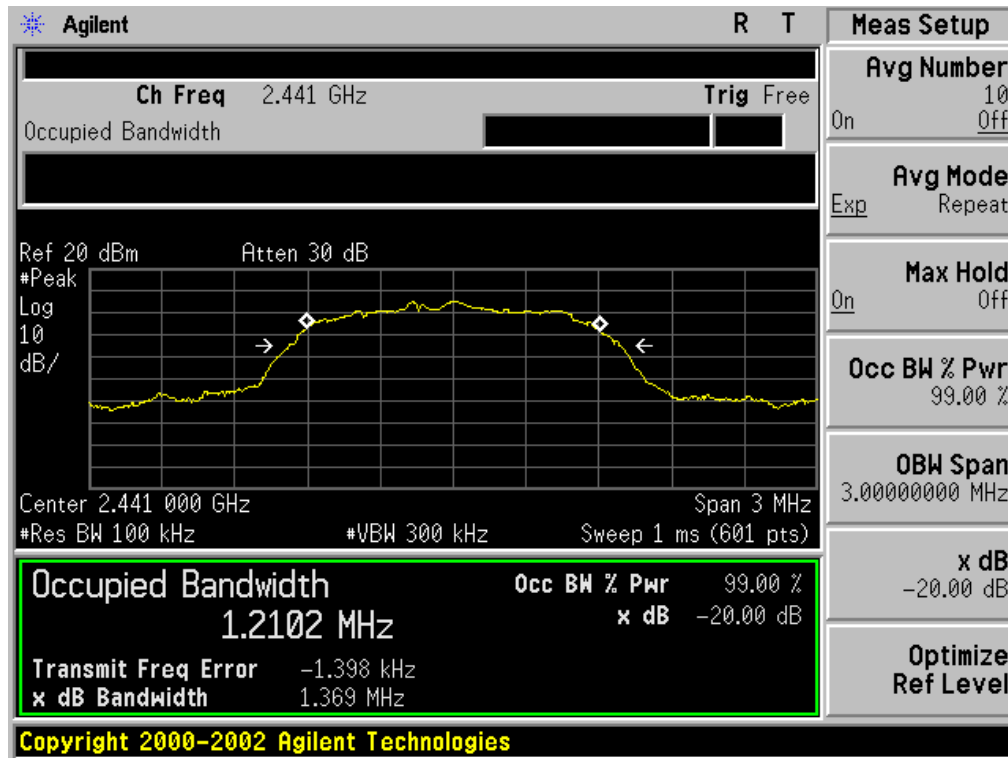 Agilent
R T
Ch Freq 2.441 GHz
Trig Free
Occupied Bandwidth
Ref 20 dBm
Atten 30 dB
#Peak
Log
10
dB/
Center 2.441 000 GHz
Span 3 MHz
#Res BW 100 kHz
#VBW 300 kHz
Sweep 1 ms (601 pts)
Occupied Bandwidth
1.2102 MHz
Occ BW % Pwr 99.00 %
x dB -20.00 dB
Transmit Freq Error -1.398 kHz
x dB Bandwidth 1.369 MHz
Copyright 2000-2002 Agilent Technologies
Meas Setup
Avg Number
10
On Off
Avg Mode
Exp Repeat
Max Hold
On Off
Occ BW % Pwr
99.00 %
OBW Span
3.00000000 MHz
x dB
-20.00 dB
Optimize
Ref Level